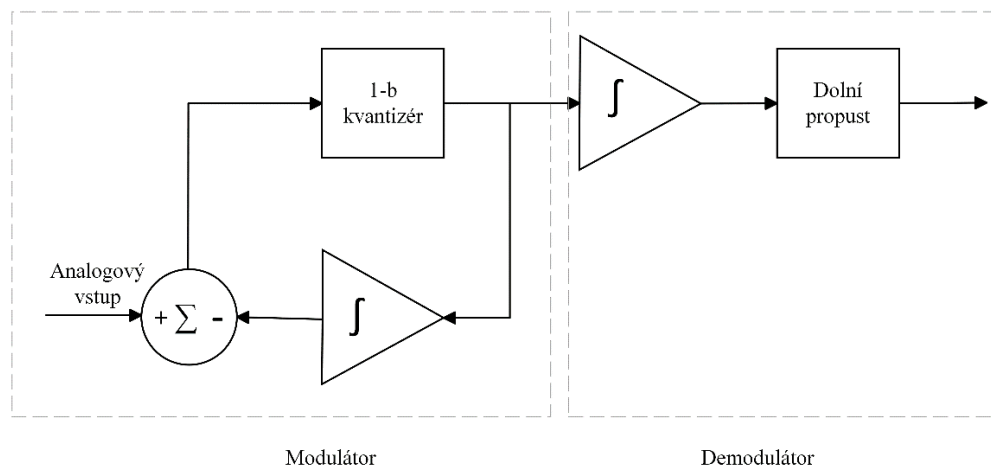 1-b
kvantizér
∫
Dolní
propust
Analogový
vstup
+ Σ -
∫
Modulátor
Demodulátor